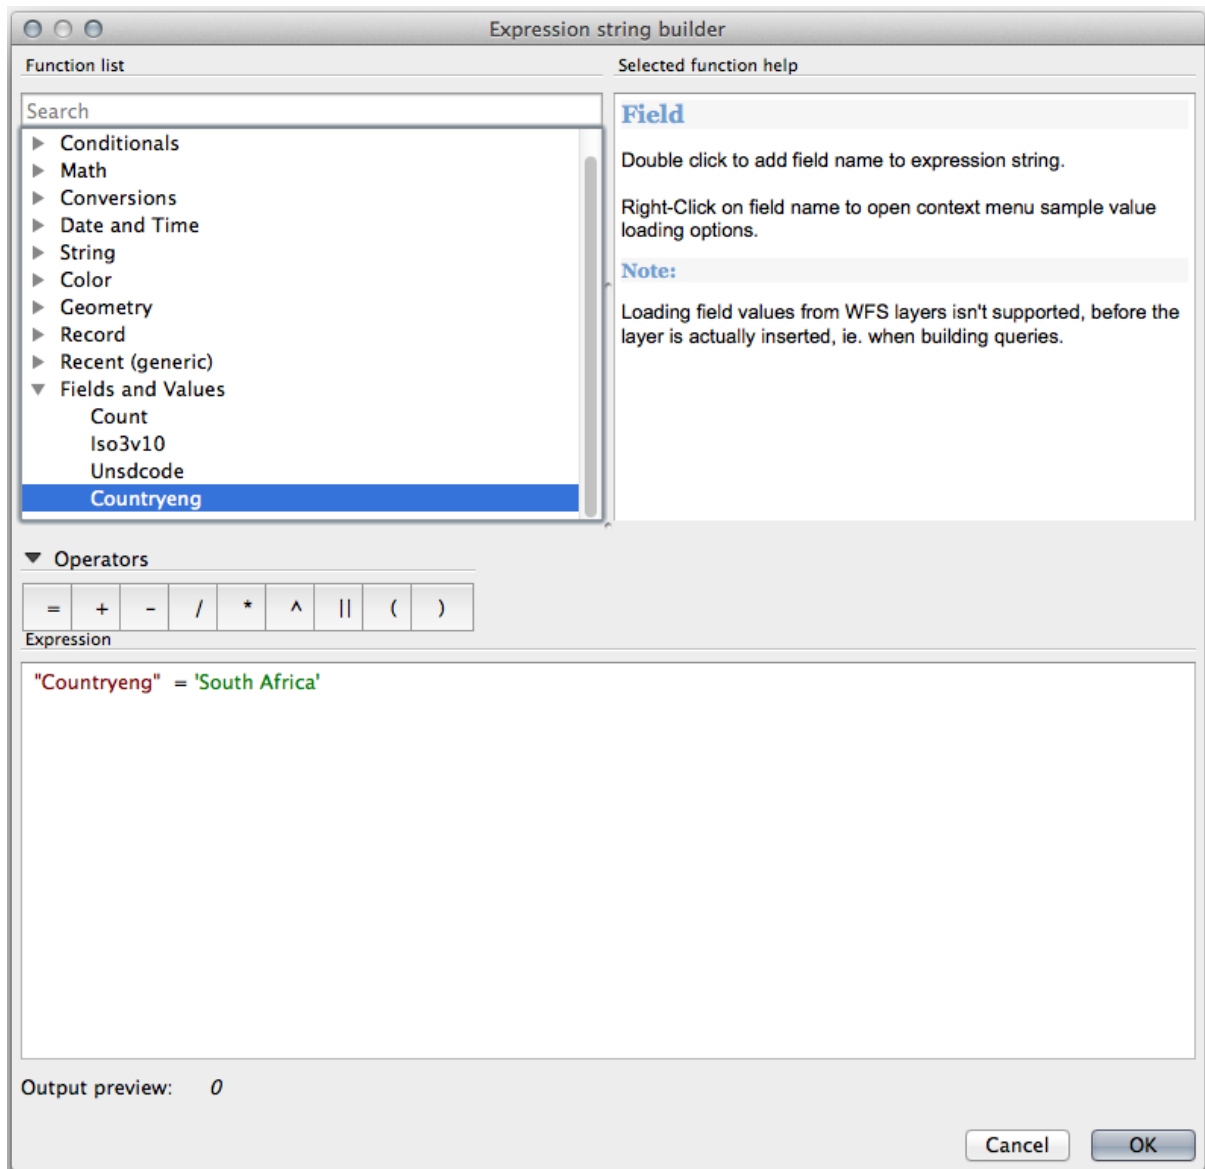 Expression string builder
Function list
Selected function help
Search
Conditionals
Math
Conversions
Date and Time
String
Color
Geometry
Record
Recent (generic)
Fields and Values
Count
Iso3v10
Unsdcode
Countryeng
Field
Double click to add field name to expression string.
Right-Click on field name to open context menu sample value
loading options.
Note:
Loading field values from WFS layers isn't supported, before the
layer is actually inserted, ie. when building queries.
Operators
= + - / * ^ || ( )
Expression
"Countryeng" = 'South Africa'
Output preview: 0
Cancel OK